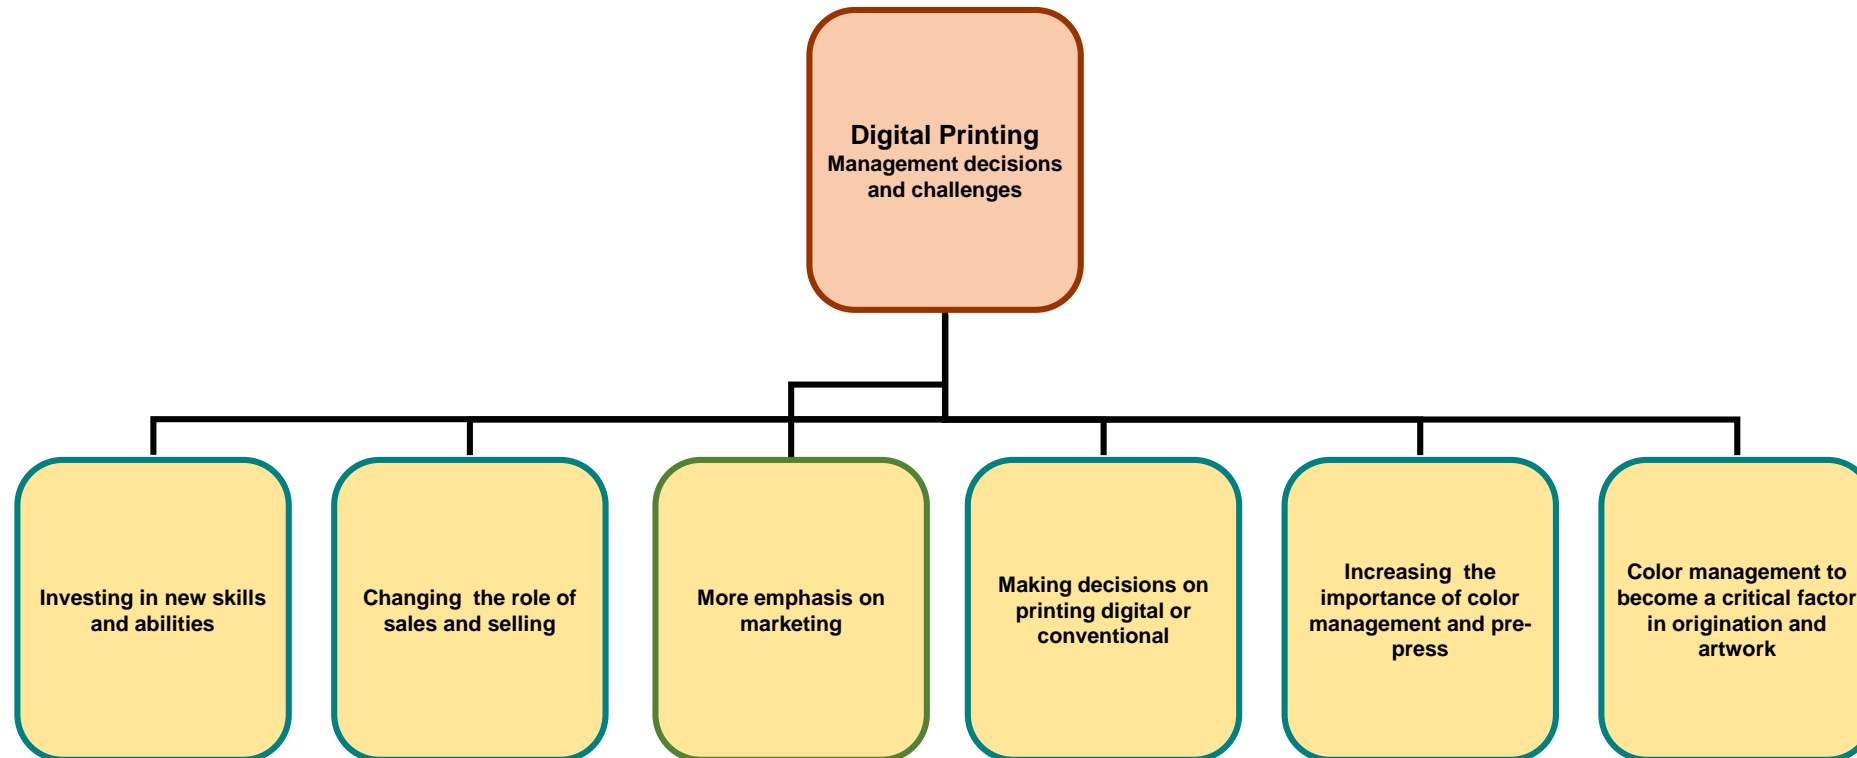 Digital Printing
Management decisions
and challenges
Investing in new skills
and abilities
Changing  the role of
sales and selling
More emphasis on
marketing
Making decisions on
printing digital or
conventional
Increasing  the
importance of color
management and pre-
press
Color management to
become a critical factor
in origination and
artwork